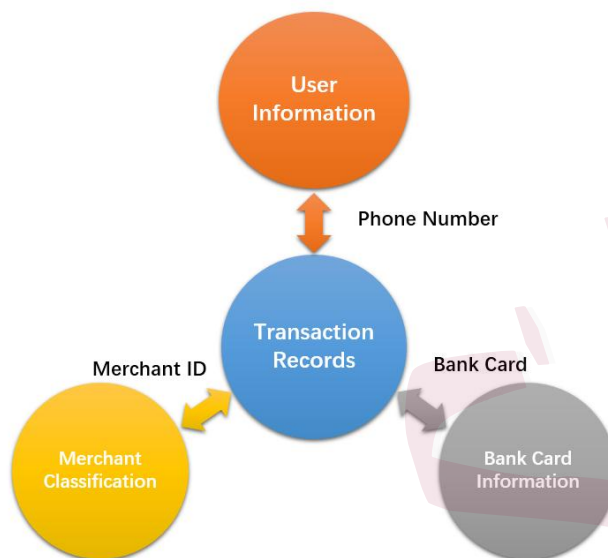 User
Information
Phone Number
Transaction
Records
Merchant ID
Bank Card
Merchant
Classification
Bank Card
Information